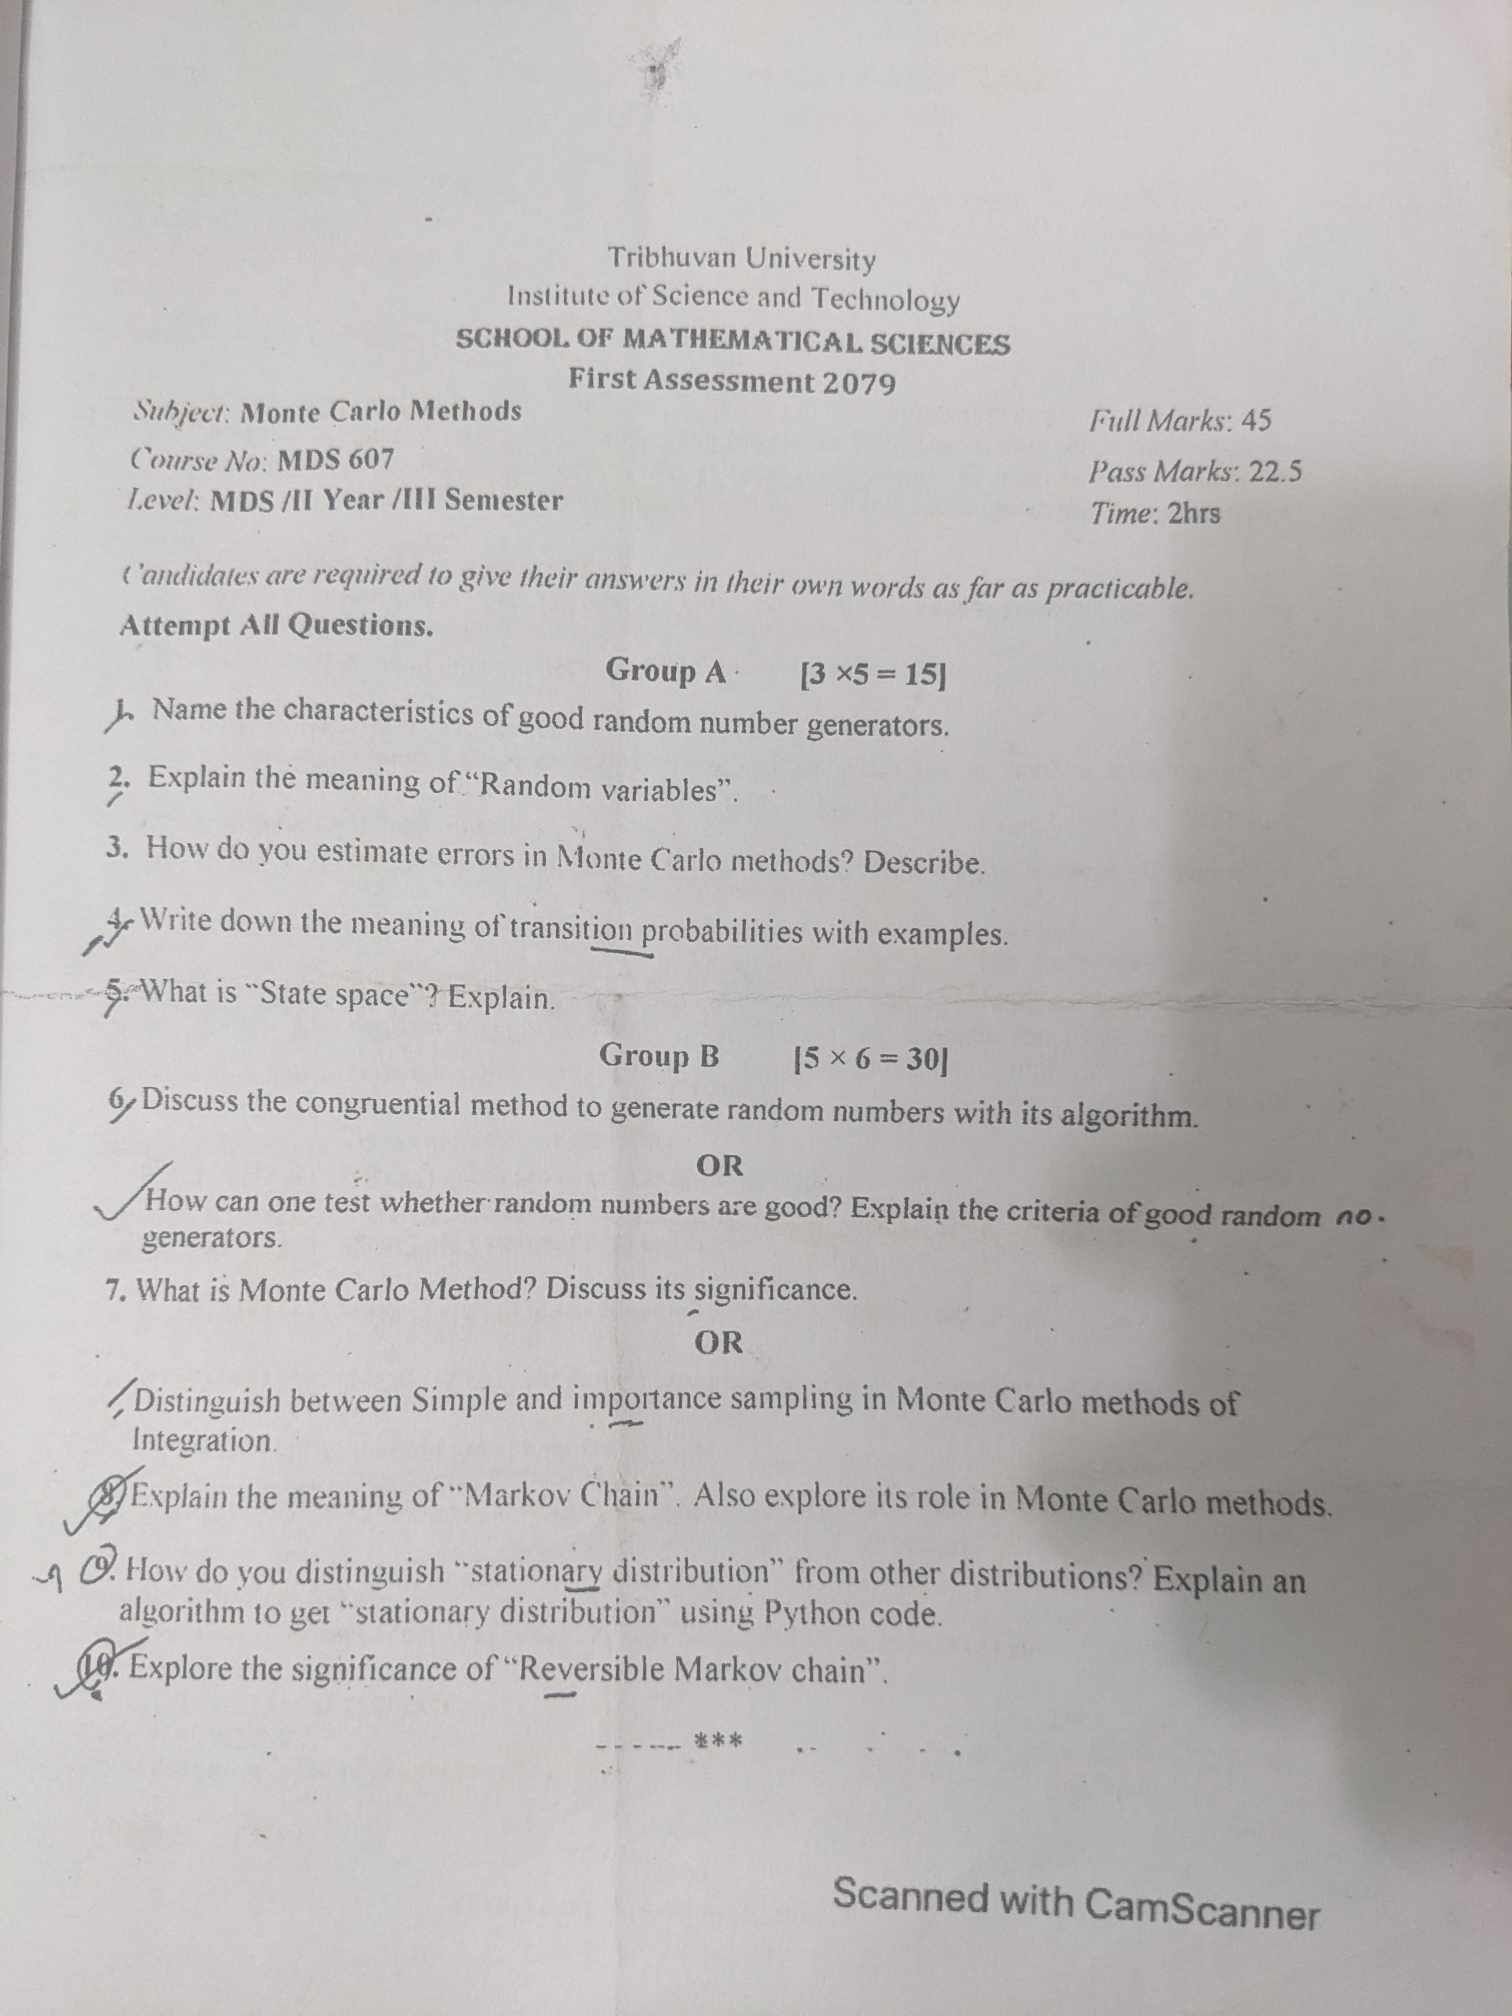 Tribhuvan University
Institute of Science and Technology
SCHOOL OF MATHEMATICAL SCIENCES
First Assessment 2079
Subject: Monte Carlo Methods
Full Marks: 45
Course No: MDS 607
Pass Marks: 22.5
Level: MDS /II Year /III Semester
Time: 2hrs
Candidates are required to give their answers in their own words as far as practicable.
Attempt All Questions.
Group A [3 ×5 = 15]
1. Name the characteristics of good random number generators.
2. Explain the meaning of "Random variables".
3. How do you estimate errors in Monte Carlo methods? Describe.
4. Write down the meaning of transition probabilities with examples.
5. What is "State space"? Explain.
Group B [5 × 6 = 30]
6. Discuss the congruential method to generate random numbers with its algorithm.
OR
How can one test whether random numbers are good? Explain the criteria of good random no.
generators.
7. What is Monte Carlo Method? Discuss its significance.
OR
Distinguish between Simple and importance sampling in Monte Carlo methods of
Integration.
8. Explain the meaning of "Markov Chain". Also explore its role in Monte Carlo methods.
9. How do you distinguish "stationary distribution" from other distributions? Explain an
algorithm to get "stationary distribution" using Python code.
10. Explore the significance of "Reversible Markov chain".
***
Scanned with CamScanner